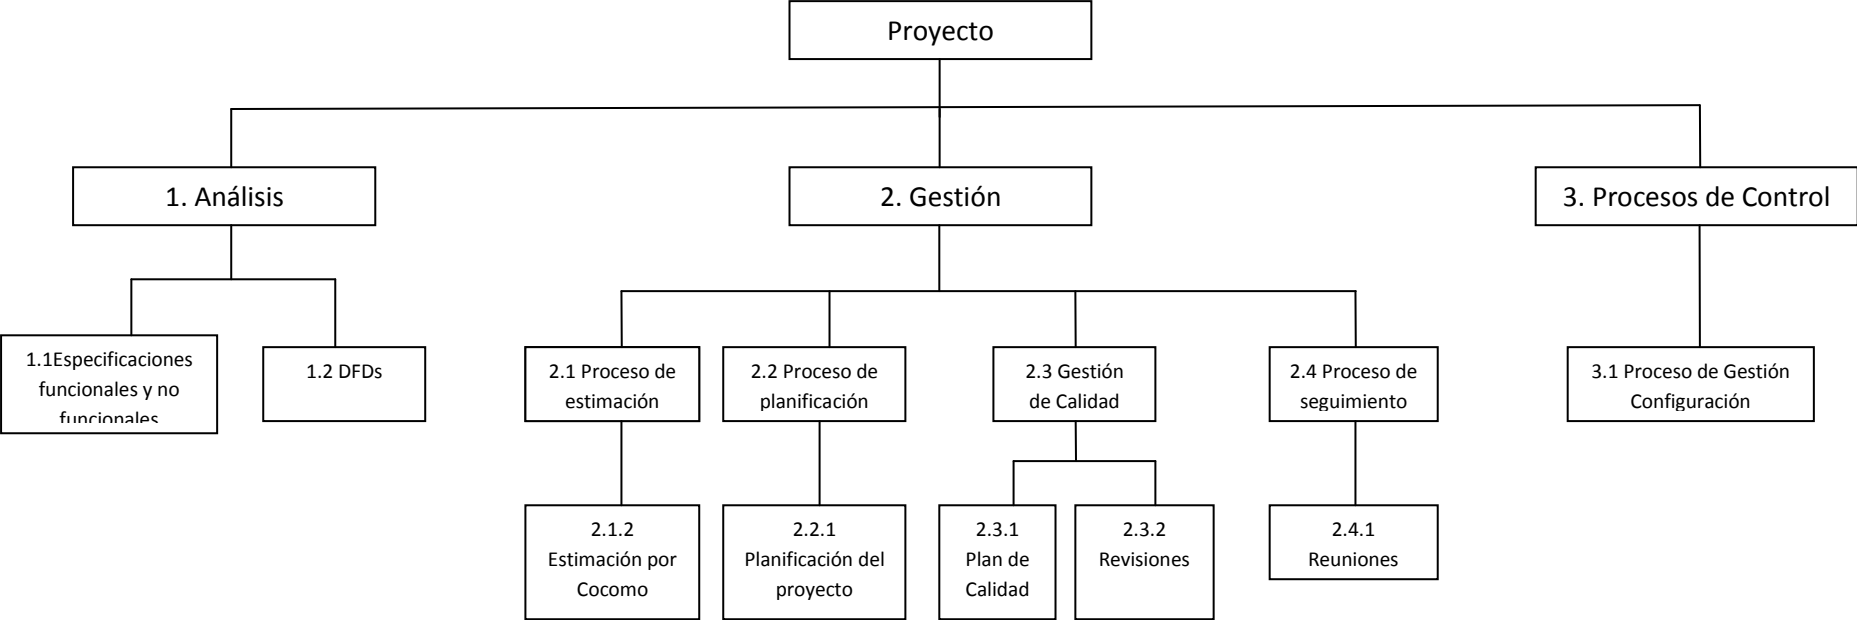 Proyecto
1. Análisis
2. Gestión
3. Procesos de Control
1.1Especificaciones
funcionales y no
funcionales
1.2 DFDs
2.1 Proceso de
estimación
2.2 Proceso de
planificación
2.3 Gestión
de Calidad
2.4 Proceso de
seguimiento
3.1 Proceso de Gestión
Configuración
2.1.2
Estimación por
Cocomo
2.2.1
Planificación del
proyecto
2.3.1
Plan de
Calidad
2.3.2
Revisiones
2.4.1
Reuniones